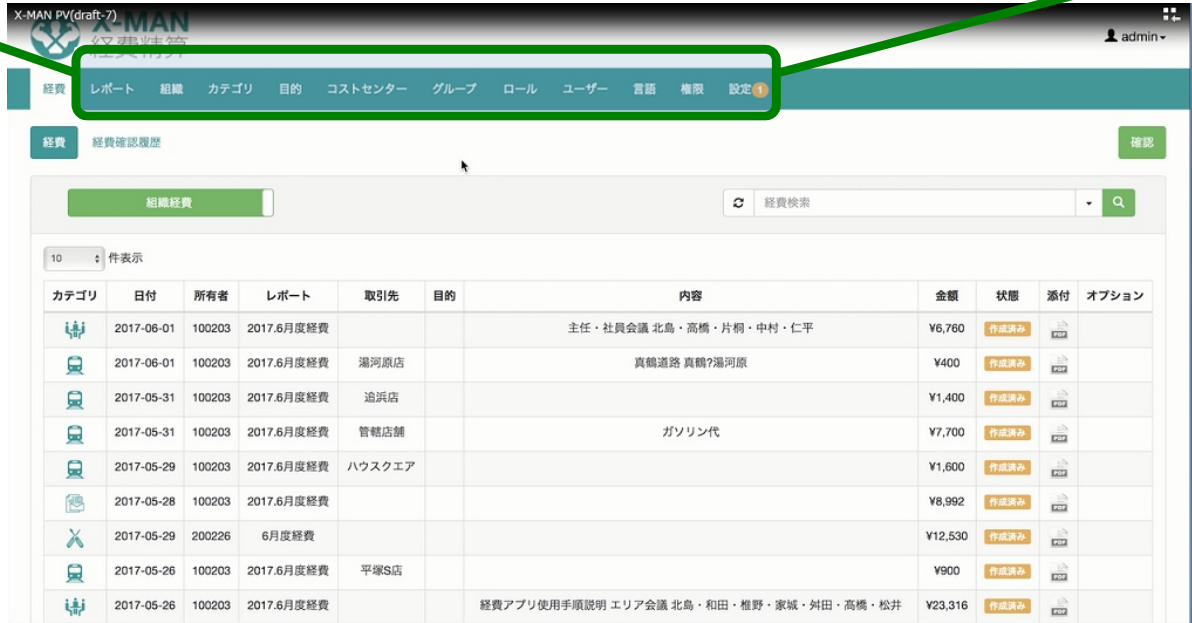 X-MAN PV(draft-7)
X-MAN
経費精算
admin
経費 レポート 組織 カテゴリ 目的 コストセンター グループ ロール ユーザー 言語 権限 設定 1
経費 経費確認履歴 確認
組織経費 経費検索
10 件表示
カテゴリ 日付 所有者 レポート 取引先 目的 内容 金額 状態 添付 オプション
2017-06-01 100203 2017.6月度経費 主任・社員会議 北島・高橋・片桐・中村・仁平 ¥6,760 作成済み PDF
2017-06-01 100203 2017.6月度経費 湯河原店 真鶴道路 真鶴?湯河原 ¥400 作成済み PDF
2017-05-31 100203 2017.6月度経費 追浜店 ¥1,400 作成済み PDF
2017-05-31 100203 2017.6月度経費 管轄店舗 ガソリン代 ¥7,700 作成済み PDF
2017-05-29 100203 2017.6月度経費 ハウスクエア ¥1,600 作成済み PDF
2017-05-28 100203 2017.6月度経費 ¥8,992 作成済み PDF
2017-05-29 200226 6月度経費 ¥12,530 作成済み PDF
2017-05-26 100203 2017.6月度経費 平塚S店 ¥900 作成済み PDF
2017-05-26 100203 2017.6月度経費 経費アプリ使用手順説明 エリア会議 北島・和田・椎野・家城・舛田・高橋・松井 ¥23,316 作成済み PDF